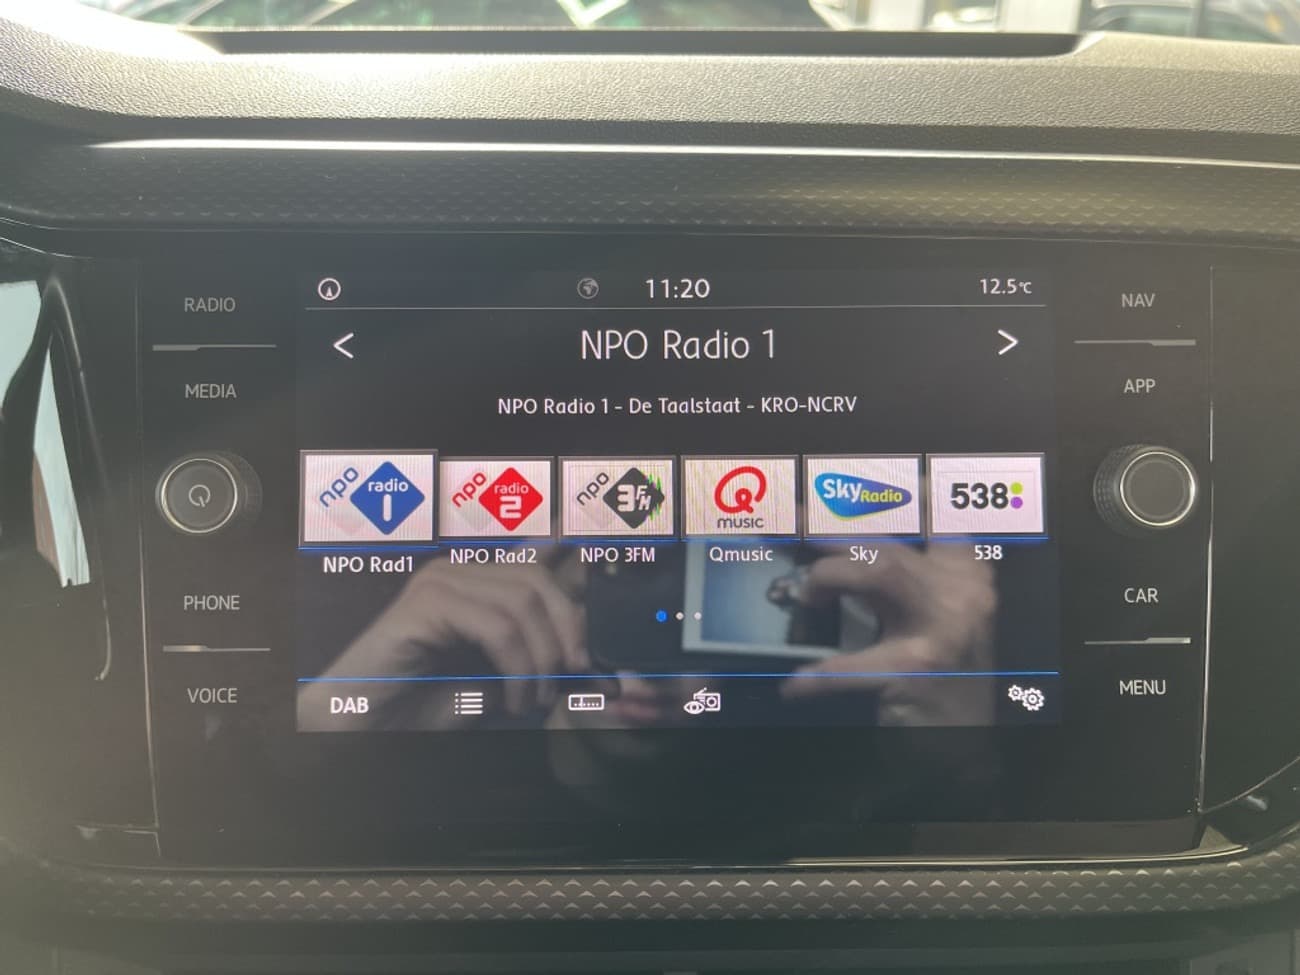 RADIO
MEDIA
PHONE
VOICE
11:20
12.5°C
< NPO Radio 1 >
NPO Radio 1 - De Taalstaat - KRO-NCRV
npo radio 1
npo radio 2
npo 3FM
Q MUSIC
Sky Radio
538
NPO Rad1
NPO Rad2
NPO 3FM
Qmusic
Sky
538
DAB
NAV
APP
CAR
MENU